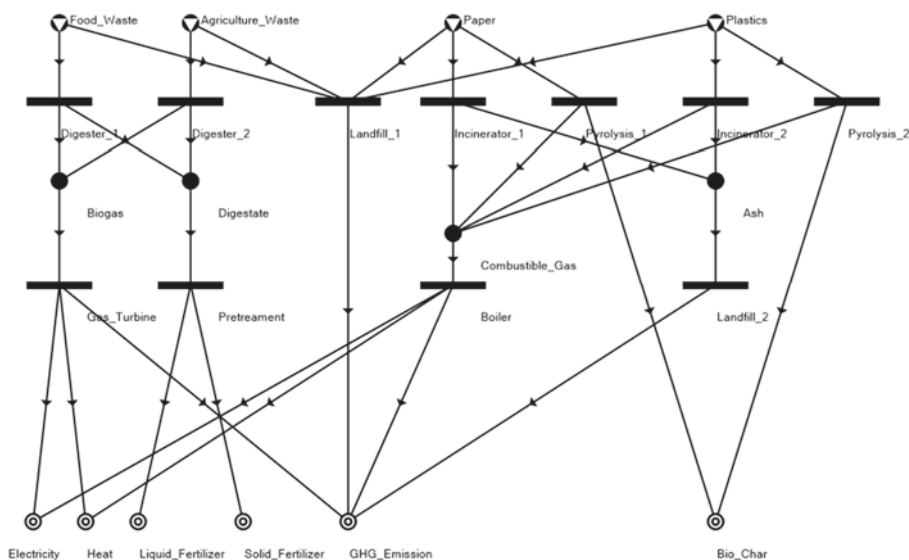 Food_Waste Agriculture_Waste Paper Plastics
Digester_1 Digester_2 Landfill_1 Incinerator_1 Pyrolysis_1 Incinerator_2 Pyrolysis_2
Biogas Digestate Ash
Combustible_Gas
Gas_Turbine Pretreament Boiler Landfill_2
Electricity Heat Liquid_Fertilizer Solid_Fertilizer GHG_Emission Bio_Char